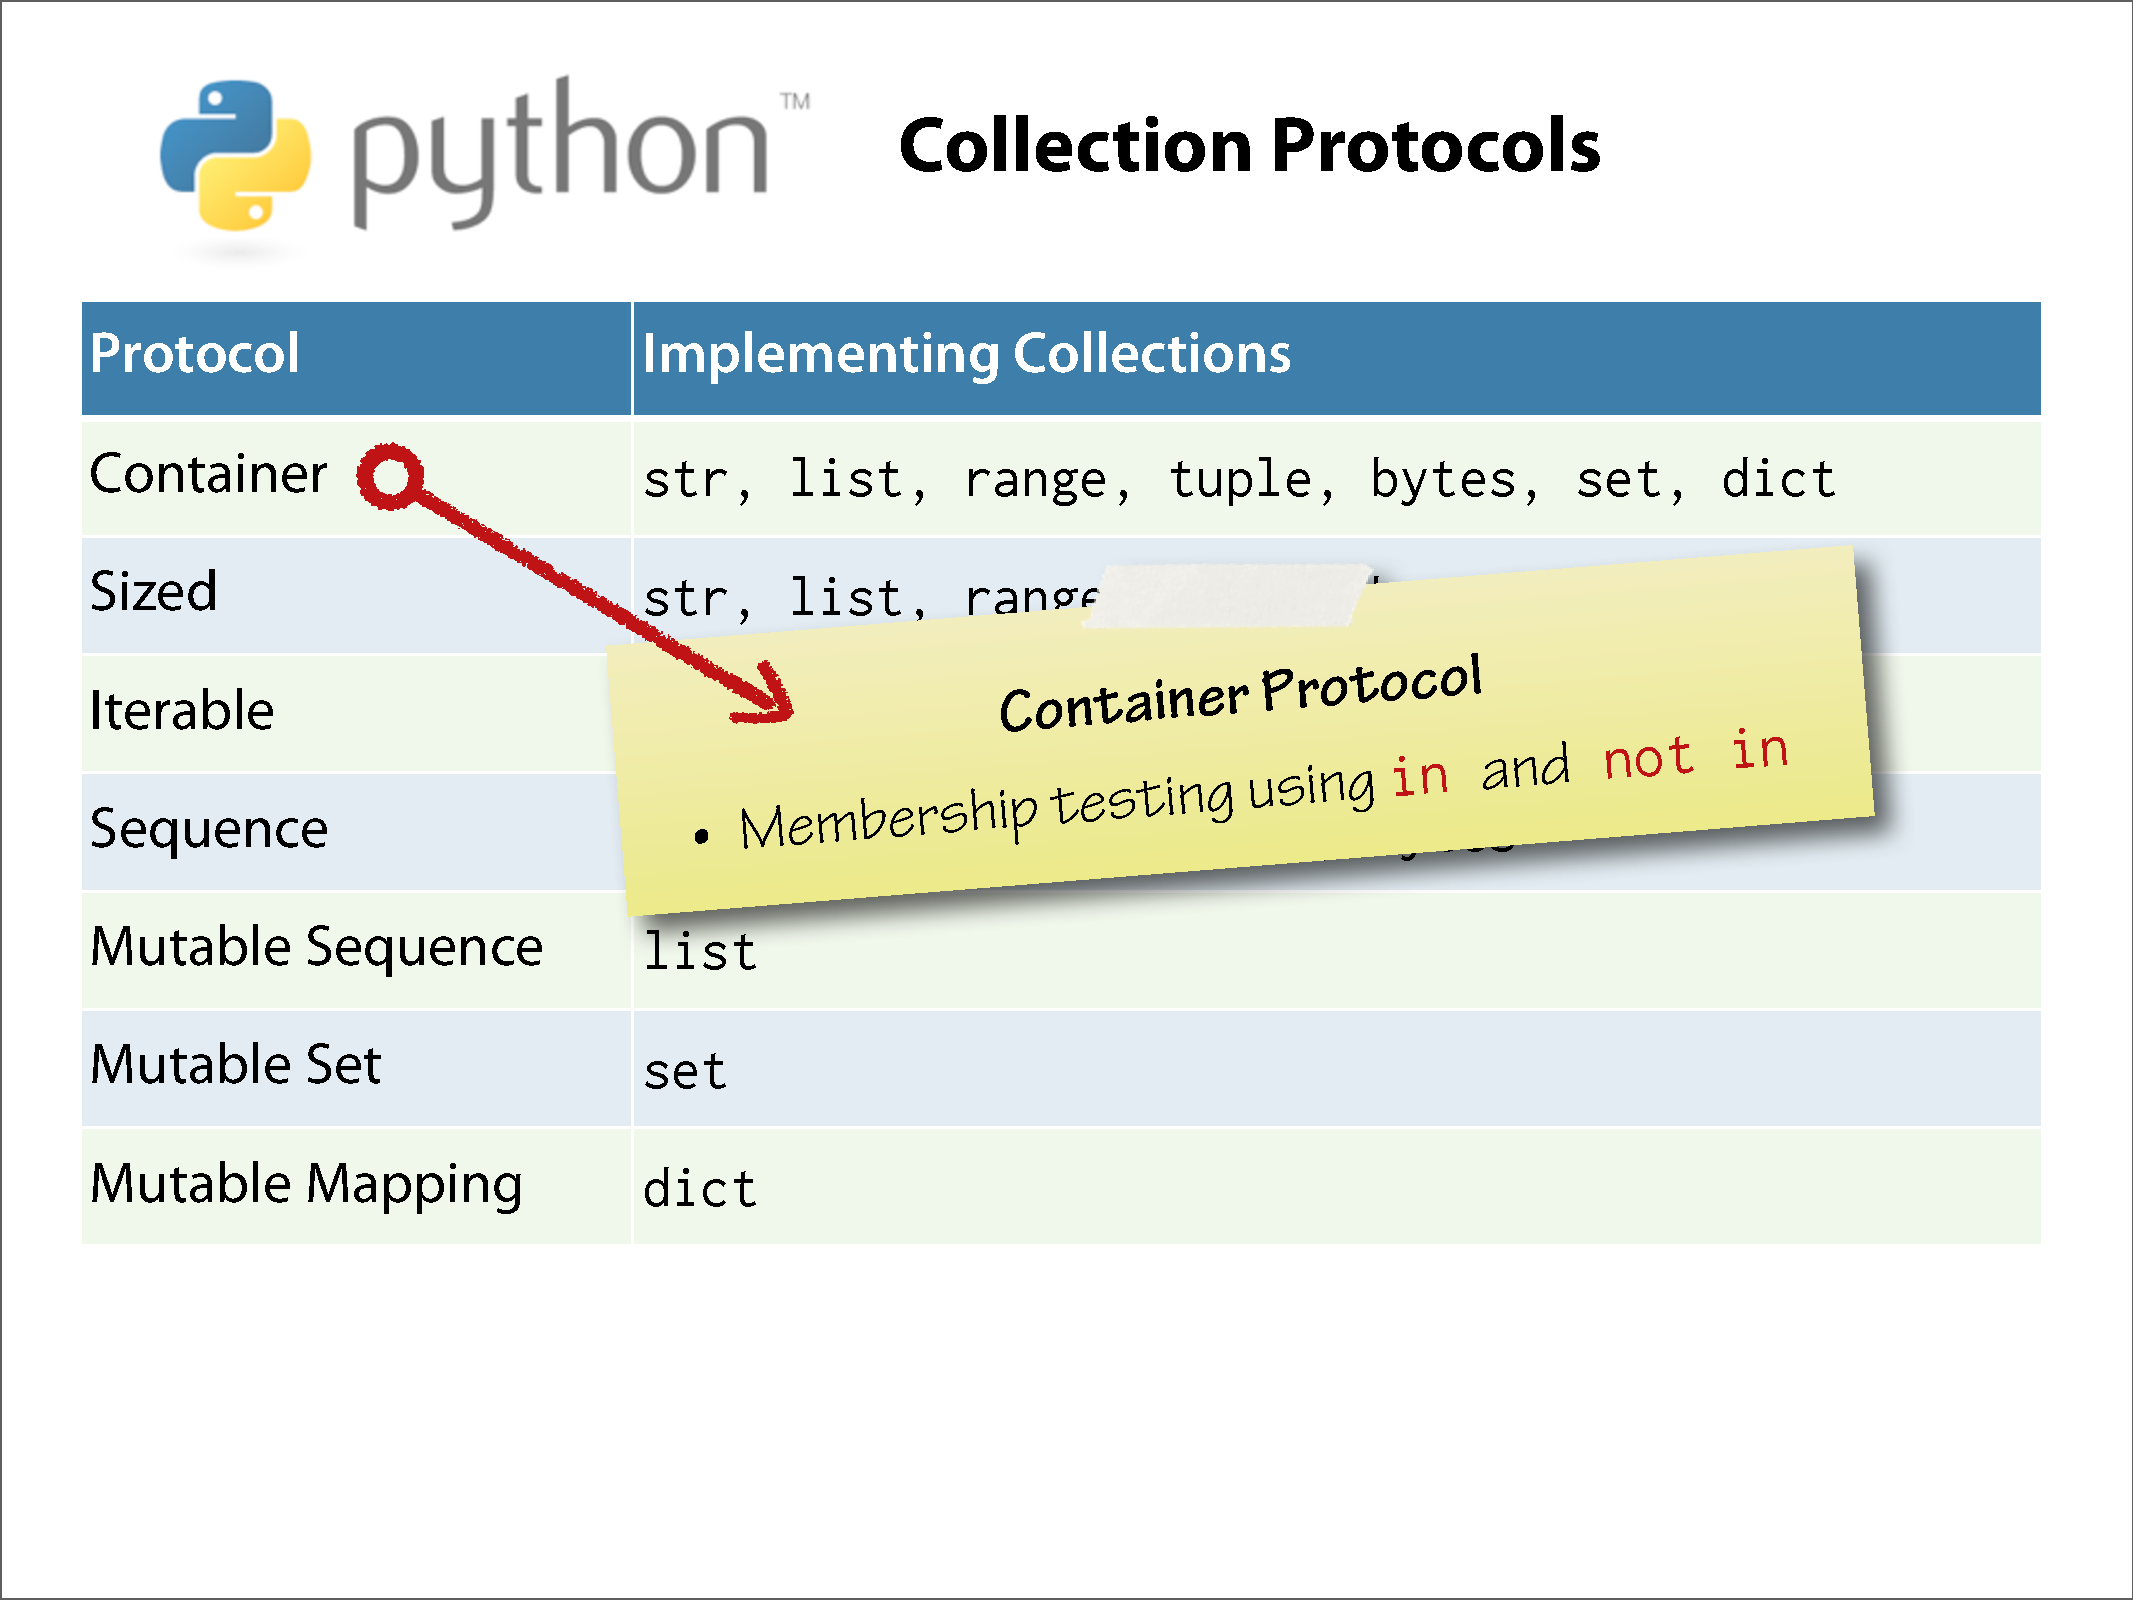 python™
Collection Protocols
Protocol Implementing Collections
Container str, list, range, tuple, bytes, set, dict
Sized str, list, range
Iterable
Container Protocol
• Membership testing using in and not in
Sequence
Mutable Sequence list
Mutable Set set
Mutable Mapping dict